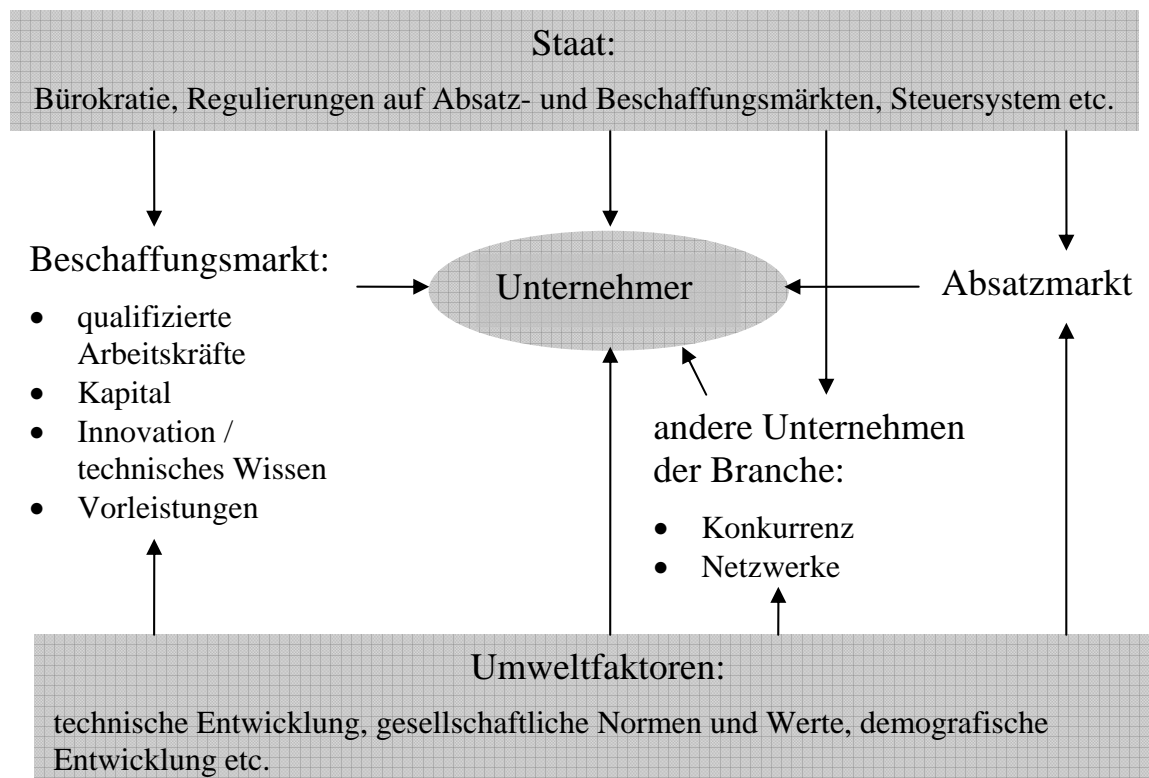 Staat:
Bürokratie, Regulierungen auf Absatz- und Beschaffungsmärkten, Steuersystem etc.
Beschaffungsmarkt:
• qualifizierte
Arbeitskräfte
• Kapital
• Innovation /
technisches Wissen
• Vorleistungen
Unternehmer
Absatzmarkt
andere Unternehmen
der Branche:
• Konkurrenz
• Netzwerke
Umweltfaktoren:
technische Entwicklung, gesellschaftliche Normen und Werte, demografische
Entwicklung etc.